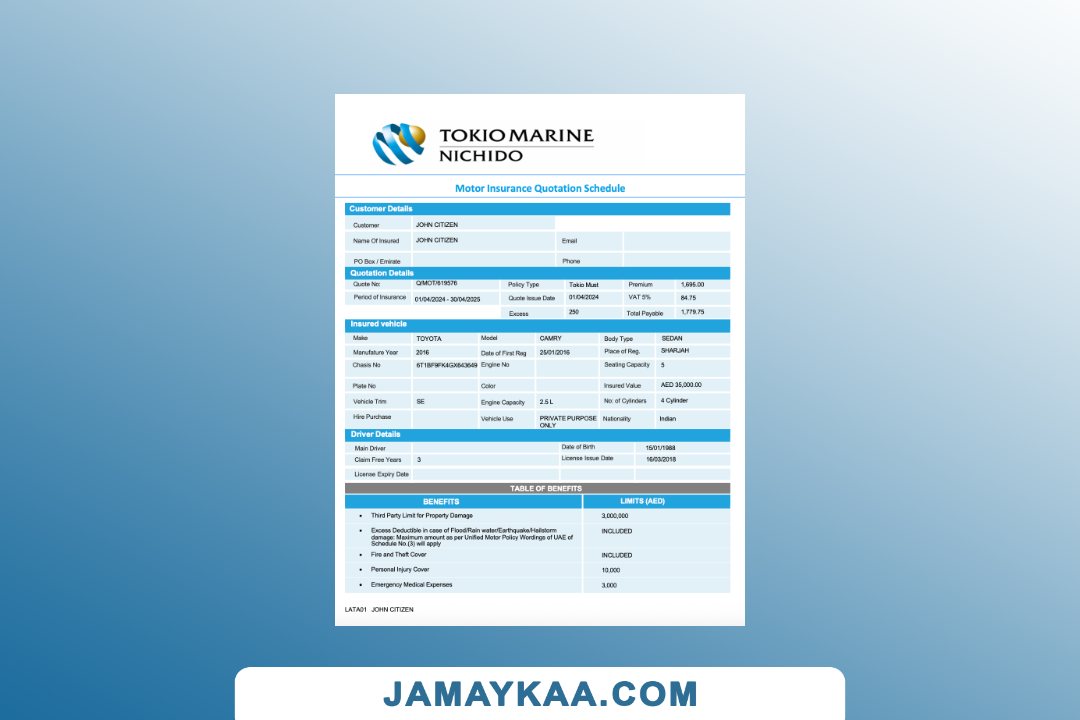 TOKIO MARINE
NICHIDO
Motor Insurance Quotation Schedule
Customer Details
Customer JOHN CITIZEN
Name Of Insured JOHN CITIZEN Email
PO Box / Emirate Phone
Quotation Details
Quote No: Q/MOT/619576 Policy Type Tokio Must Premium 1,695.00
Period of Insurance 01/04/2024 - 30/04/2025 Quote Issue Date 01/04/2024 VAT 5% 84.75
Excess 250 Total Payable 1,779.75
Insured vehicle
Make TOYOTA Model CAMRY Body Type SEDAN
Manufature Year 2016 Date of First Reg 25/01/2016 Place of Reg. SHARJAH
Chasis No 6T1BF9FK4GX643649 Engine No Seating Capacity 5
Plate No Color Insured Value AED 35,000.00
Vehicle Trim SE Engine Capacity 2.5 L No: of Cylinders 4 Cylinder
Hire Purchase Vehicle Use PRIVATE PURPOSE ONLY Nationality Indian
Driver Details
Main Driver Date of Birth 15/01/1988
Claim Free Years 3 License Issue Date 16/03/2018
License Expiry Date
TABLE OF BENEFITS
BENEFITS LIMITS (AED)
• Third Party Limit for Property Damage 3,000,000
• Excess Deductible in case of Flood/Rain water/Earthquake/Hailstorm INCLUDED
damage: Maximum amount as per Unified Motor Policy Wordings of UAE of
Schedule No.(3) will apply
• Fire and Theft Cover INCLUDED
• Personal Injury Cover 10,000
• Emergency Medical Expenses 3,000
LATA01 JOHN CITIZEN
JAMAYKAA.COM